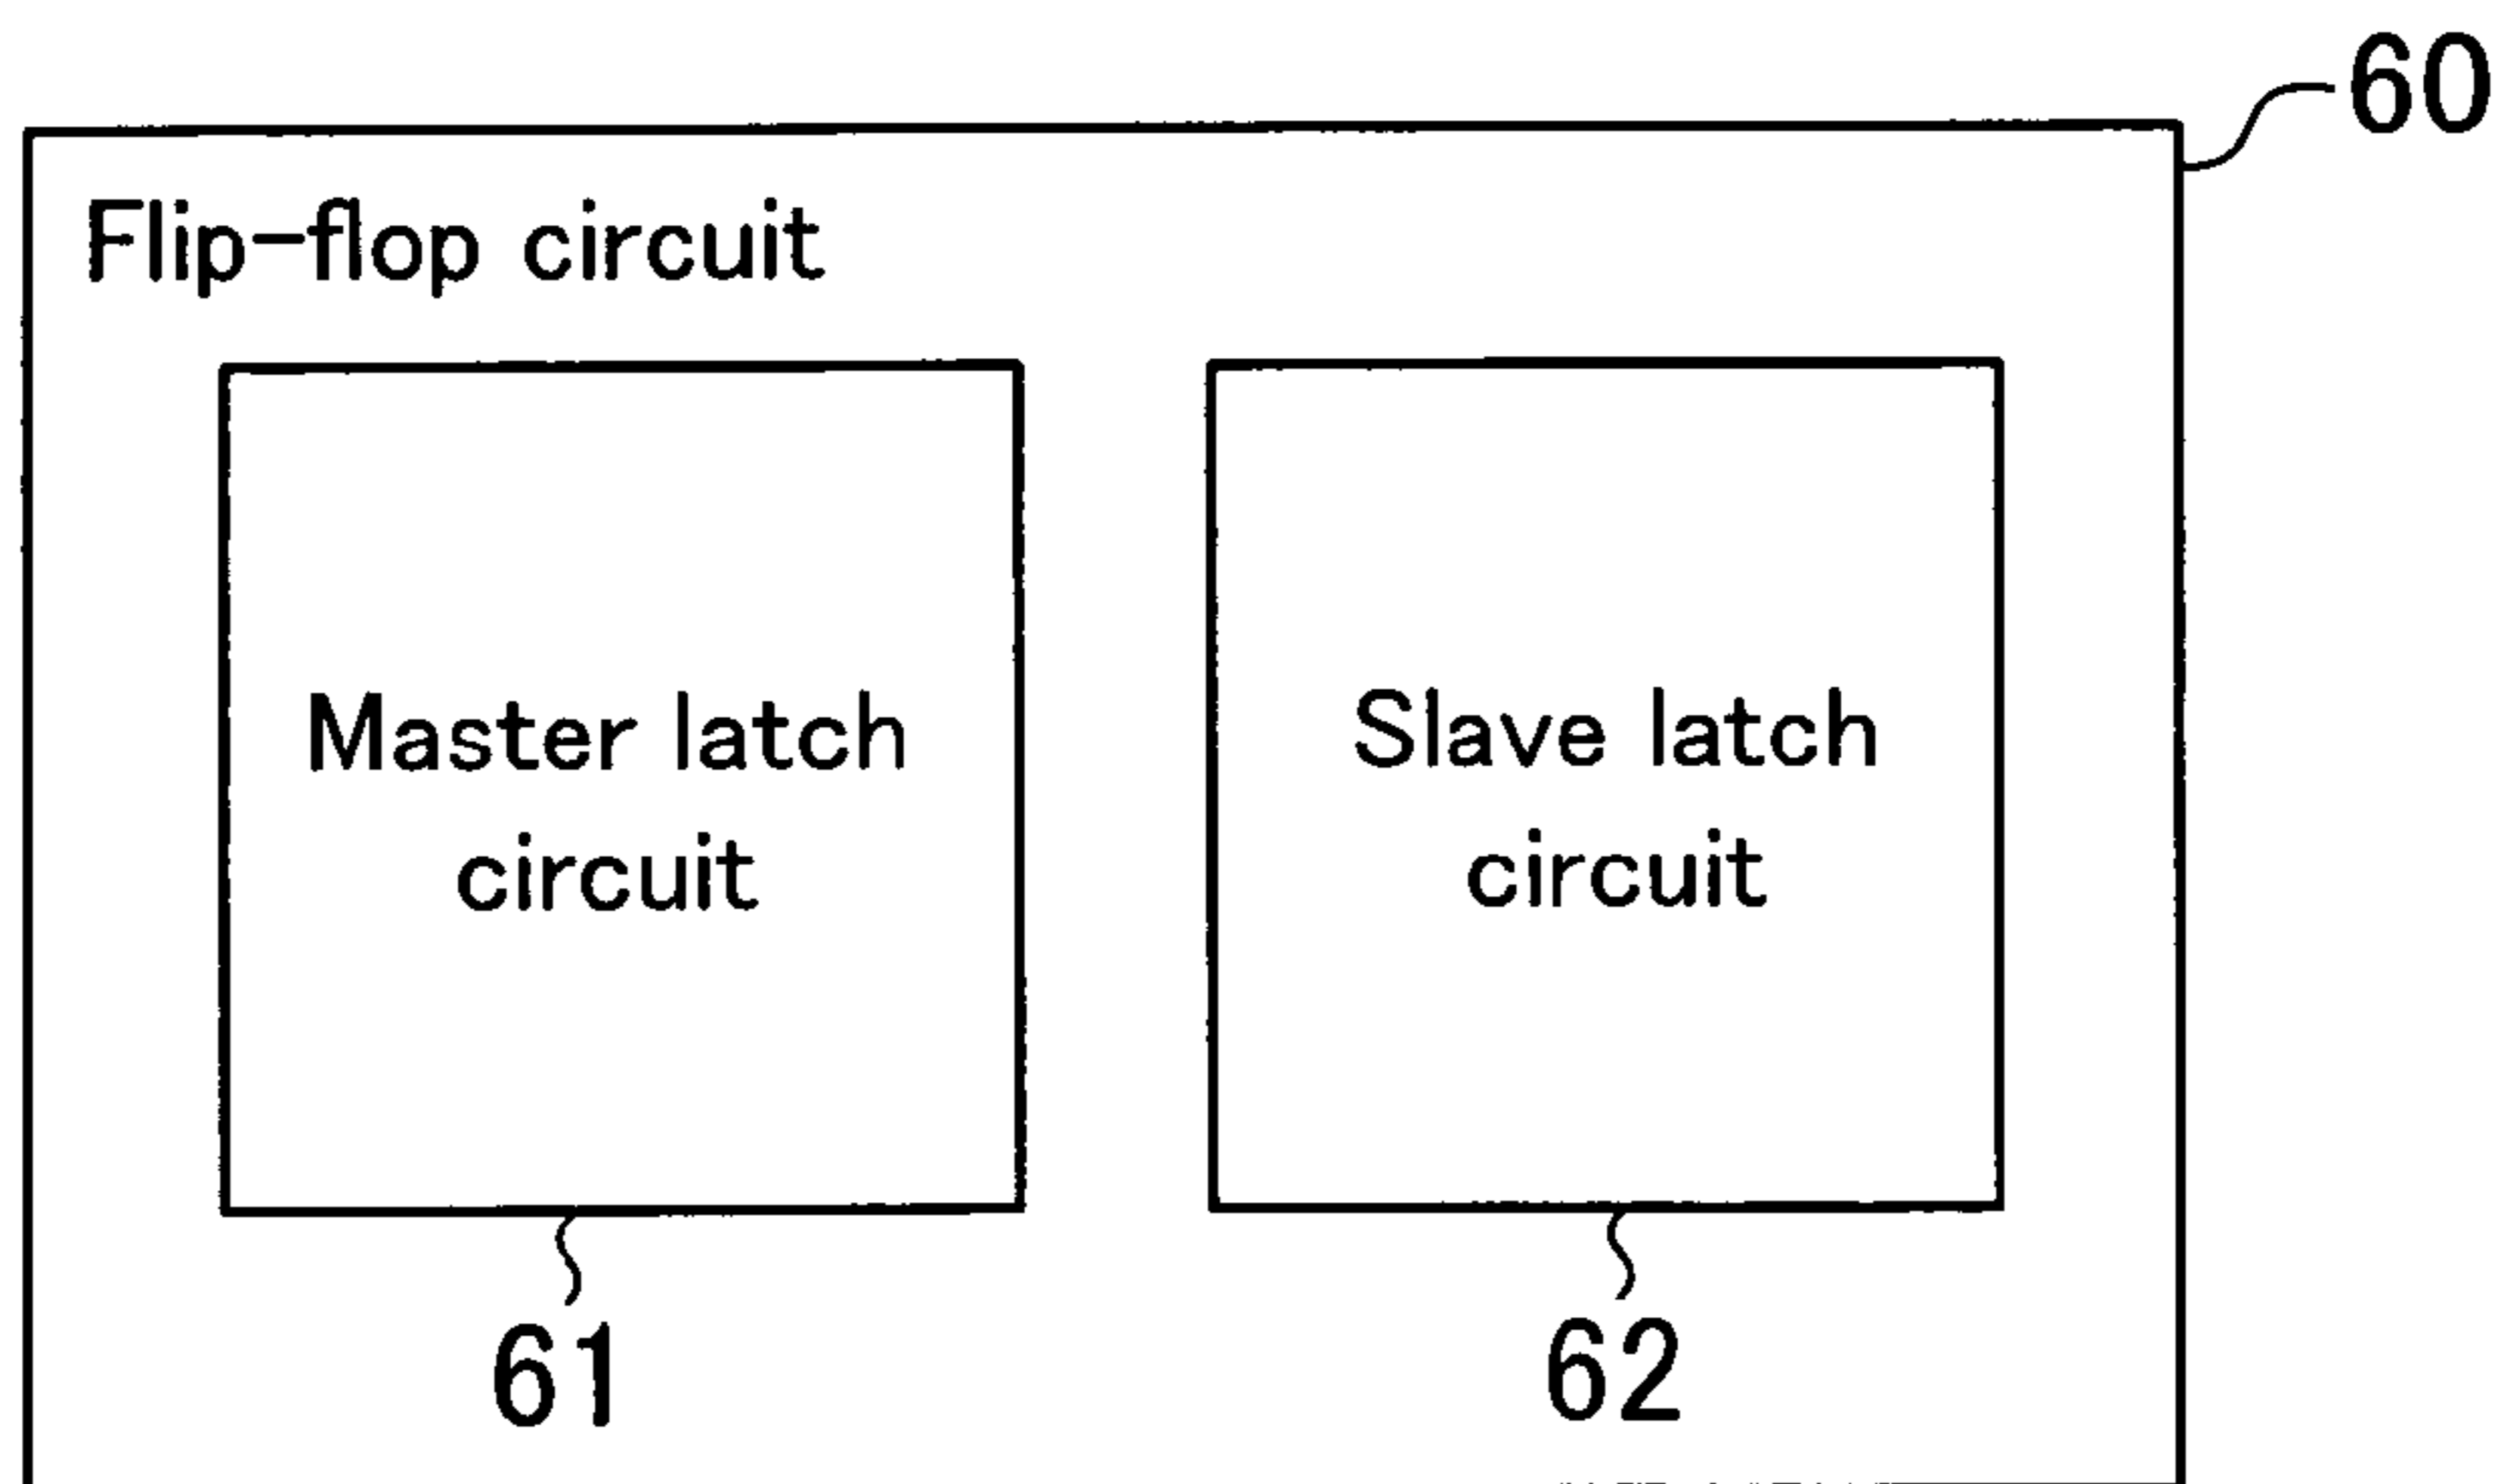 60
Flip-flop circuit
Master latch
circuit
Slave latch
circuit
61
62